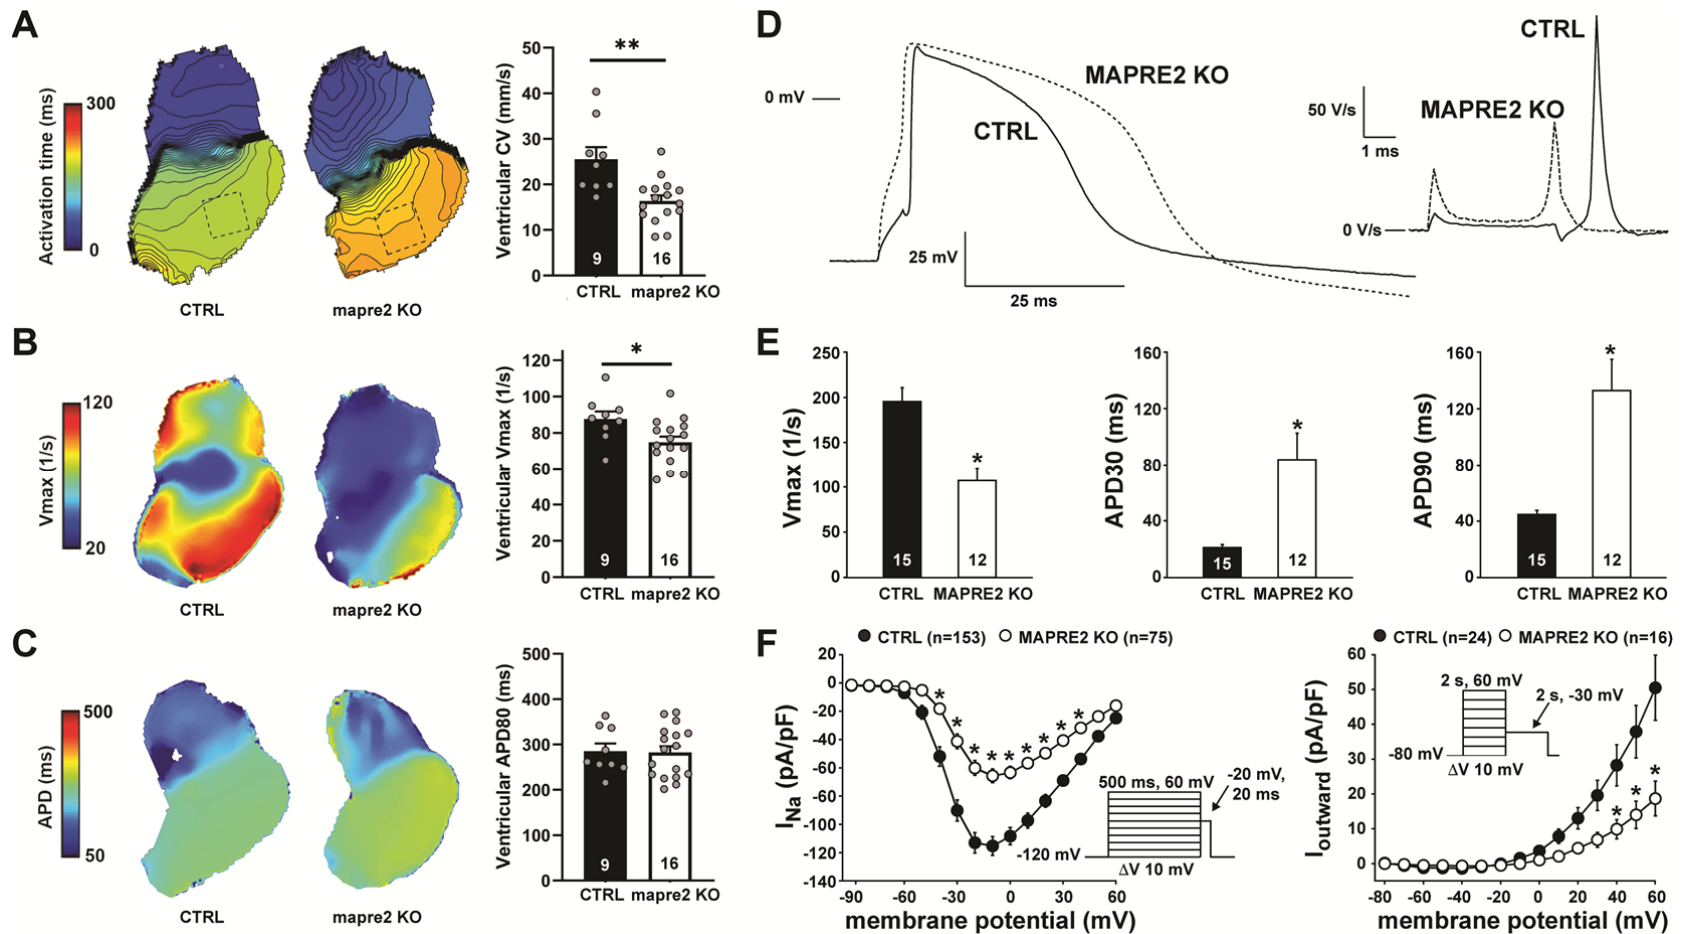 A
Activation time (ms)
300
0
CTRL
mapre2 KO
Ventricular CV (mm/s)
50
40
30
20
10
0
**
9
16
CTRL mapre2 KO
B
Vmax (1/s)
120
20
CTRL
mapre2 KO
Ventricular Vmax (1/s)
120
100
80
60
40
20
0
*
9
16
CTRL mapre2 KO
C
APD (ms)
500
50
CTRL
mapre2 KO
Ventricular APD80 (ms)
500
400
300
200
100
0
9
16
CTRL mapre2 KO
D
0 mV
MAPRE2 KO
CTRL
25 mV
25 ms
CTRL
50 V/s
1 ms
MAPRE2 KO
0 V/s
E
Vmax (1/s)
250
200
150
100
50
0
*
15
12
CTRL MAPRE2 KO
APD30 (ms)
160
120
80
40
0
*
15
12
CTRL MAPRE2 KO
APD90 (ms)
160
120
80
40
0
*
15
12
CTRL MAPRE2 KO
F
CTRL (n=153) MAPRE2 KO (n=75)
INa (pA/pF)
20
0
-20
-40
-60
-80
-100
-120
-140
* * * * * * * * *
500 ms, 60 mV
-20 mV,
20 ms
-120 mV
ΔV 10 mV
-90 -60 -30 0 30 60
membrane potential (mV)
CTRL (n=24) MAPRE2 KO (n=16)
Ioutward (pA/pF)
60
50
40
30
20
10
0
2 s, 60 mV
2 s, -30 mV
-80 mV
ΔV 10 mV
* * *
-80 -60 -40 -20 0 20 40 60
membrane potential (mV)